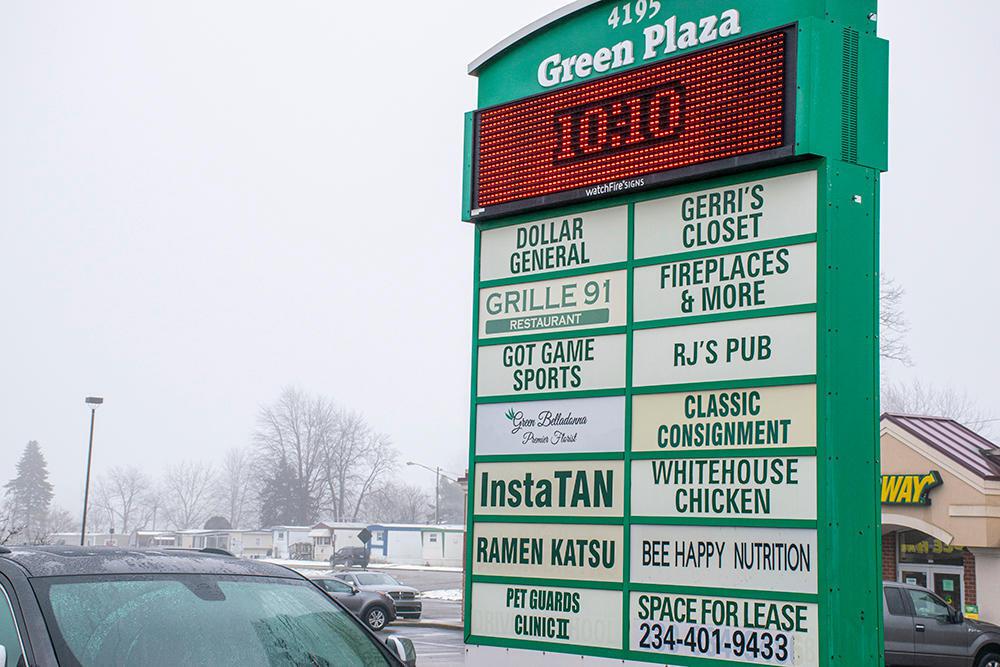 4195
Green Plaza
10:10
watchFire SIGNS
DOLLAR
GENERAL
GERRI'S
CLOSET
GRILLE 91
RESTAURANT
FIREPLACES
& MORE
GOT GAME
SPORTS
RJ'S PUB
Green Belladonna
Premier Florist
CLASSIC
CONSIGNMENT
InstaTAN
WHITEHOUSE
CHICKEN
RAMEN KATSU
BEE HAPPY NUTRITION
PET GUARDS
CLINIC II
SPACE FOR LEASE
234-401-9433
WAY